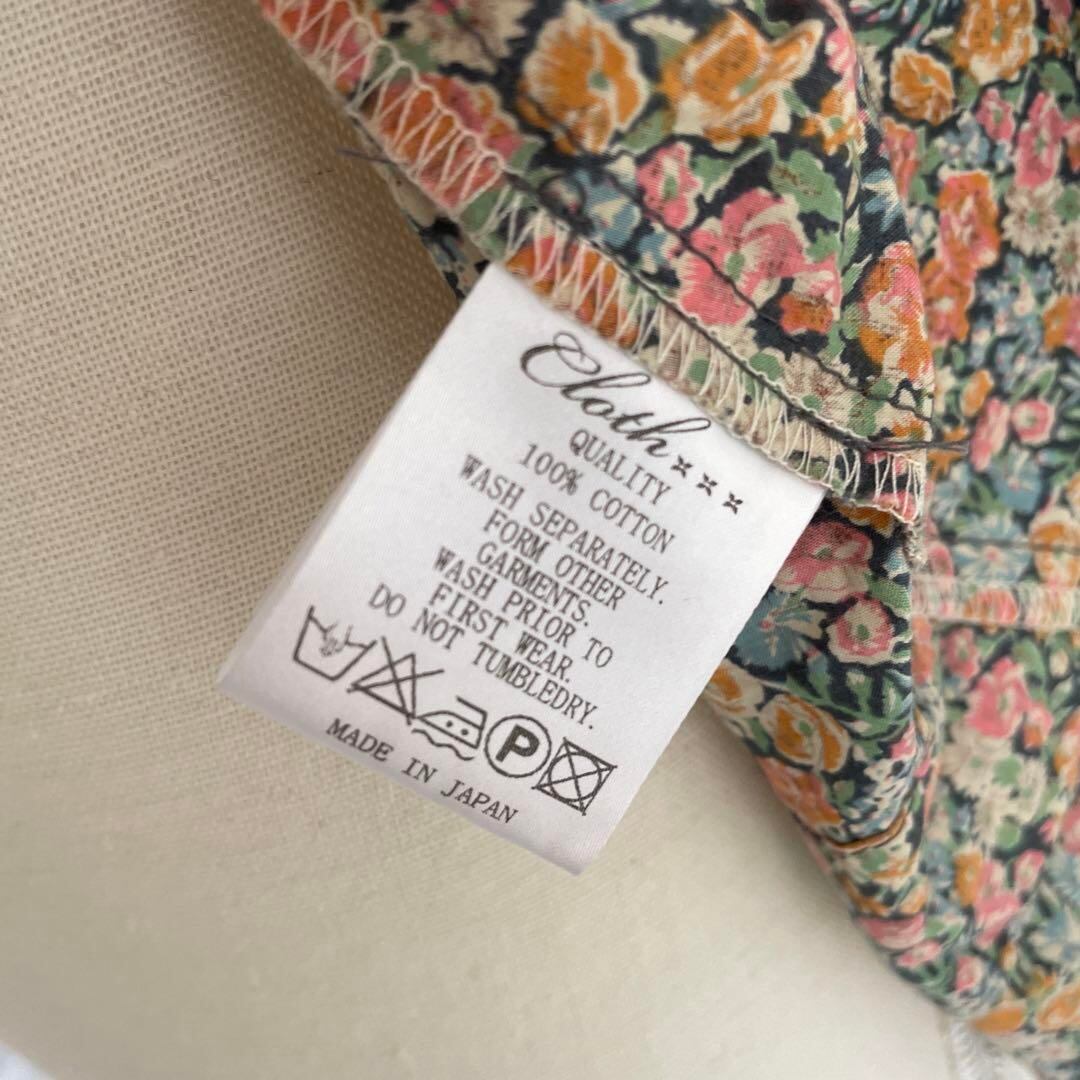 Cloth×××
QUALITY
100% COTTON
WASH SEPARATELY.
FORM OTHER
GARMENTS.
WASH PRIOR TO
FIRST WEAR.
DO NOT TUMBLEDRY.
P
MADE IN JAPAN